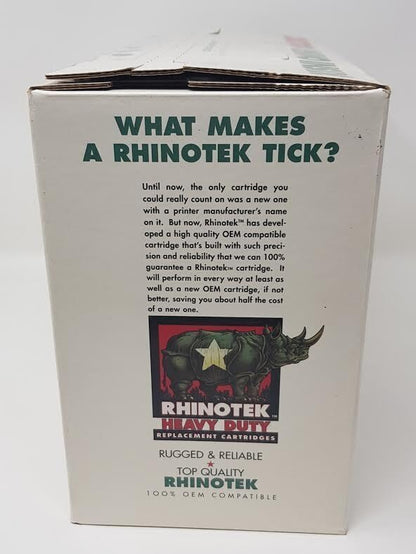 WHAT MAKES
A RHINOTEK TICK?
Until now, the only cartridge you
could really count on was a new one
with a printer manufacturer's name
on it. But now, Rhinotek™ has devel-
oped a high quality OEM compatible
cartridge that's built with such preci-
sion and reliability that we can 100%
guarantee a Rhinotek™ cartridge. It
will perform in every way at least as
well as a new OEM cartridge, if not
better, saving you about half the cost
of a new one.
RHINOTEK™
HEAVY DUTY
REPLACEMENT CARTRIDGES
RUGGED & RELIABLE
TOP QUALITY
RHINOTEK
100% OEM COMPATIBLE